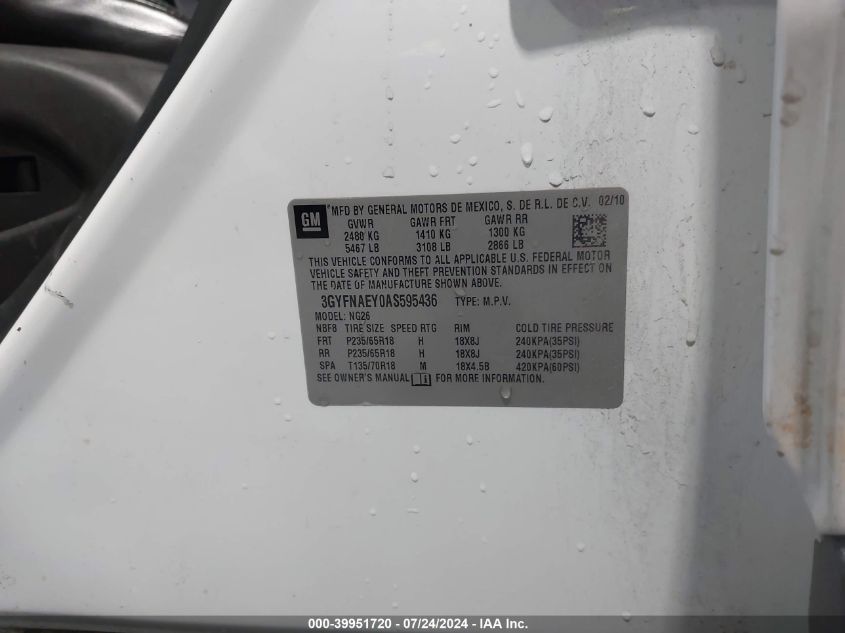 GM
*MFD BY GENERAL MOTORS DE MEXICO, S. DE R.L. DE C.V. 02/10
GVWR GAWR FRT GAWR RR
2480 KG 1410 KG 1300 KG
5467 LB 3108 LB 2866 LB
THIS VEHICLE CONFORMS TO ALL APPLICABLE U.S. FEDERAL MOTOR
VEHICLE SAFETY AND THEFT PREVENTION STANDARDS IN EFFECT ON
THE DATE OF MANUFACTURE SHOWN ABOVE.
3GYFNAEY0AS595436 TYPE: M.P.V.
MODEL: NG26
NBF8 TIRE SIZE SPEED RTG RIM COLD TIRE PRESSURE
FRT P235/65R18 H 18X8J 240KPA(35PSI)
RR P235/65R18 H 18X8J 240KPA(35PSI)
SPA T135/70R18 M 18X4.5B 420KPA(60PSI)
SEE OWNER'S MANUAL FOR MORE INFORMATION.
000-39951720 - 07/24/2024 - IAA Inc.